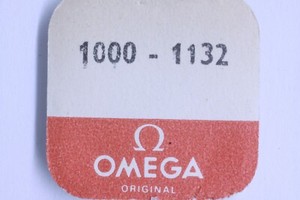 1000 - 1132
Ω
OMEGA
ORIGINAL